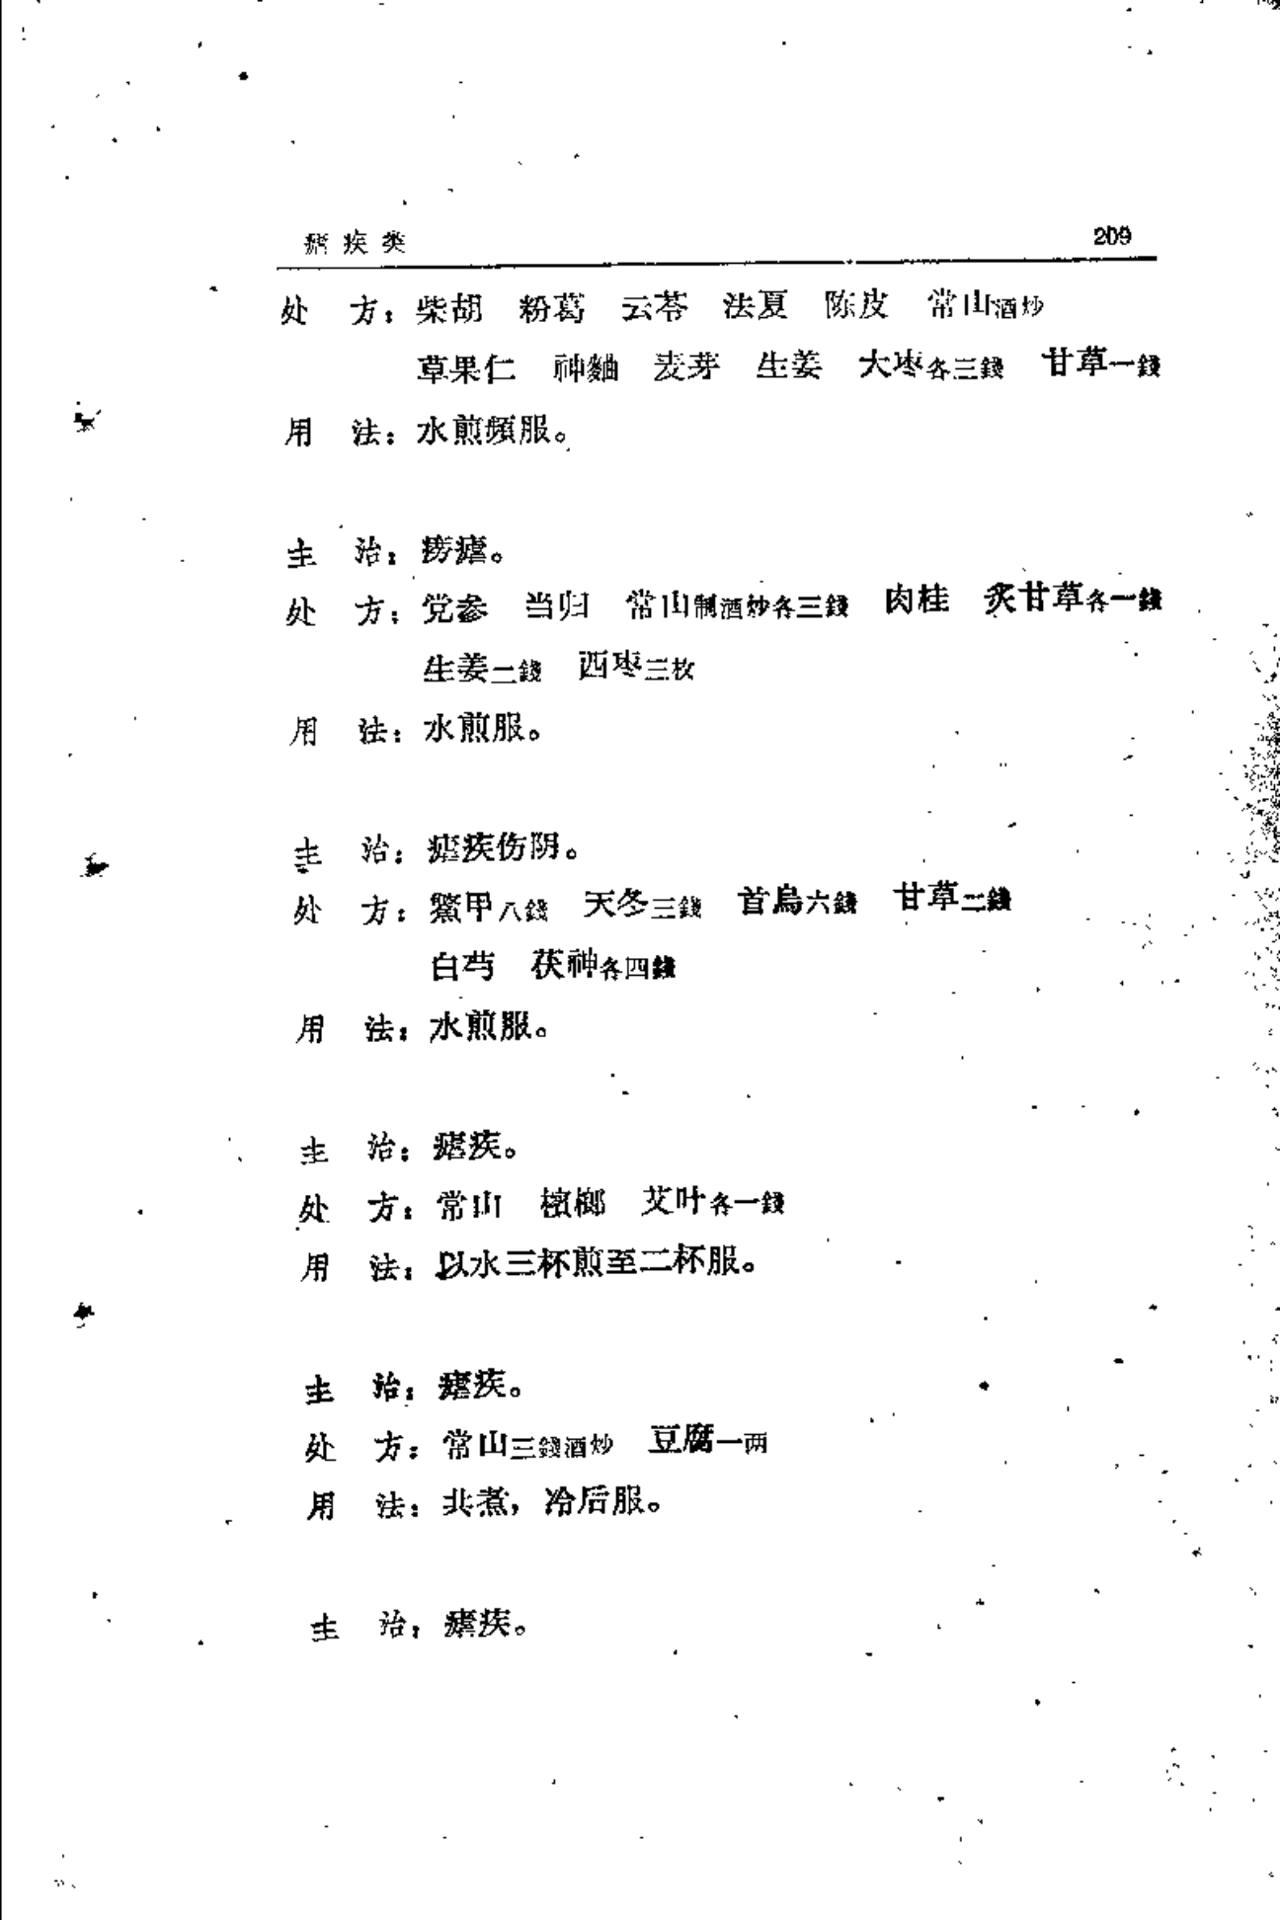 瘧疾类 209
处 方：柴胡 粉葛 云苓 法夏 陈皮 常山酒炒
草果仁 神麯 麦芽 生姜 大枣各三錢 甘草一錢
用 法：水煎頻服。
主 治：痨瘧。
处 方：党参 当归 常山制酒炒各三錢 肉桂 炙甘草各一錢
生姜二錢 西枣三枚
用 法：水煎服。
主 治：瘧疾伤阴。
处 方：鱉甲八錢 天冬三錢 首烏六錢 甘草二錢
白芍 茯神各四錢
用 法：水煎服。
主 治：瘧疾。
处 方：常山 檳榔 艾叶各一錢
用 法：以水三杯煎至二杯服。
主 治：瘧疾。
处 方：常山三錢酒炒 豆腐一两
用 法：共煮，冷后服。
主 治：瘧疾。